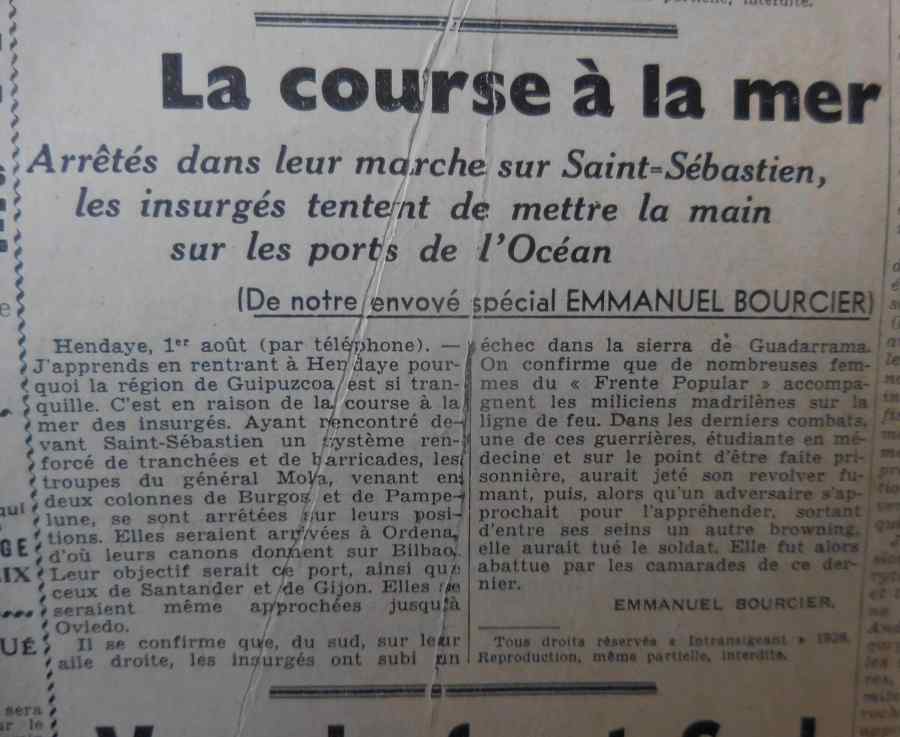 La course à la mer
Arrêtés dans leur marche sur Saint-Sébastien,
les insurgés tentent de mettre la main
sur les ports de l'Océan
(De notre envoyé spécial EMMANUEL BOURCIER)
Hendaye, 1er août (par téléphone). —
J'apprends en rentrant à Hendaye pour-
quoi la région de Guipuzcoa est si tran-
quille. C'est en raison de la course à la
mer des insurgés. Ayant rencontré de-
vant Saint-Sébastien un système ren-
forcé de tranchées et de barricades, les
troupes du général Mola, venant en
deux colonnes de Burgos et de Pampe-
lune, se sont arrêtées sur leurs posi-
tions. Elles seraient arrivées à Ordena,
d'où leurs canons donnent sur Bilbao.
Leur objectif serait ce port, ainsi que
ceux de Santander et de Gijon. Elles se
seraient même approchées jusqu'à
Oviedo.
Il se confirme que, du sud, sur leur
aile droite, les insurgés ont subi un
échec dans la sierra de Guadarrama.
On confirme que de nombreuses fem-
mes du « Frente Popular » accompa-
gnent les miliciens madrilènes sur la
ligne de feu. Dans les derniers combats,
une de ces guerrières, étudiante en mé-
decine et sur le point d'être faite pri-
sonnière, aurait jeté son revolver fu-
mant, puis, alors qu'un adversaire s'ap-
prochait pour l'appréhender, sortant
d'entre ses seins un autre browning,
elle aurait tué le soldat. Elle fut alors
abattue par les camarades de ce der-
nier.
EMMANUEL BOURCIER.
Tous droits réservés « Intransigeant »
Reproduction, même partielle, interdite.